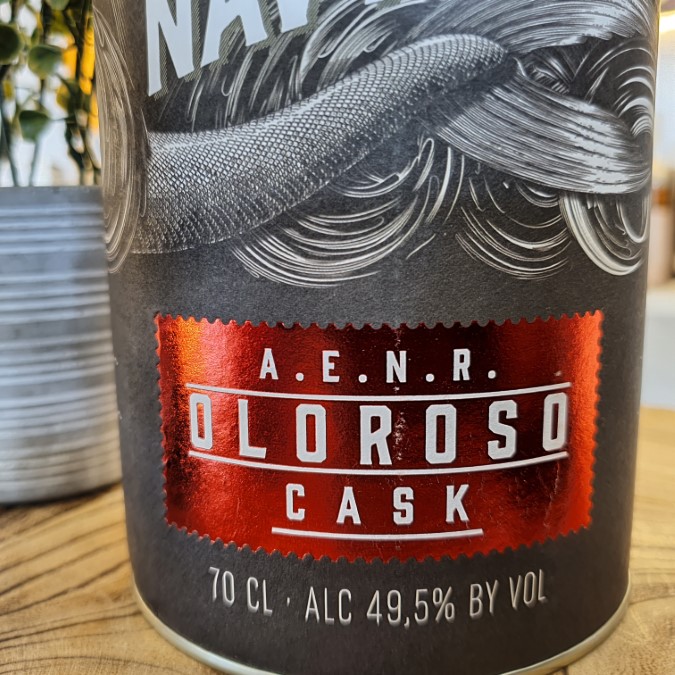 A.E.N.R.
OLOROSO
CASK
70 CL · ALC 49,5% BY VOL